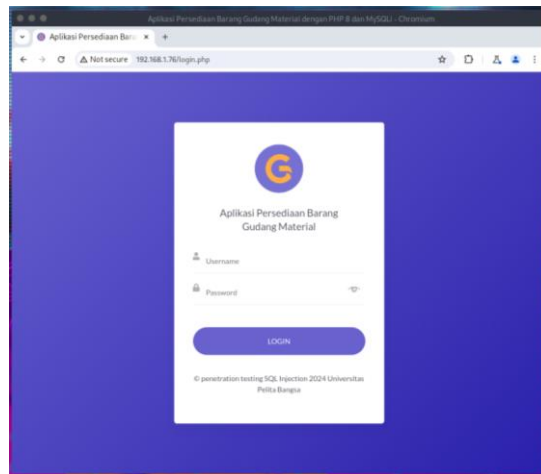 Aplikasi Persediaan Barang Gudang Material dengan PHP 8 dan MySQLi - Chromium
Aplikasi Persediaan Bar
Not secure 192.168.1.76/login.php
G
Aplikasi Persediaan Barang
Gudang Material
Username
Password
LOGIN
© penetration testing SQL Injection 2024 Universitas
Pelita Bangsa